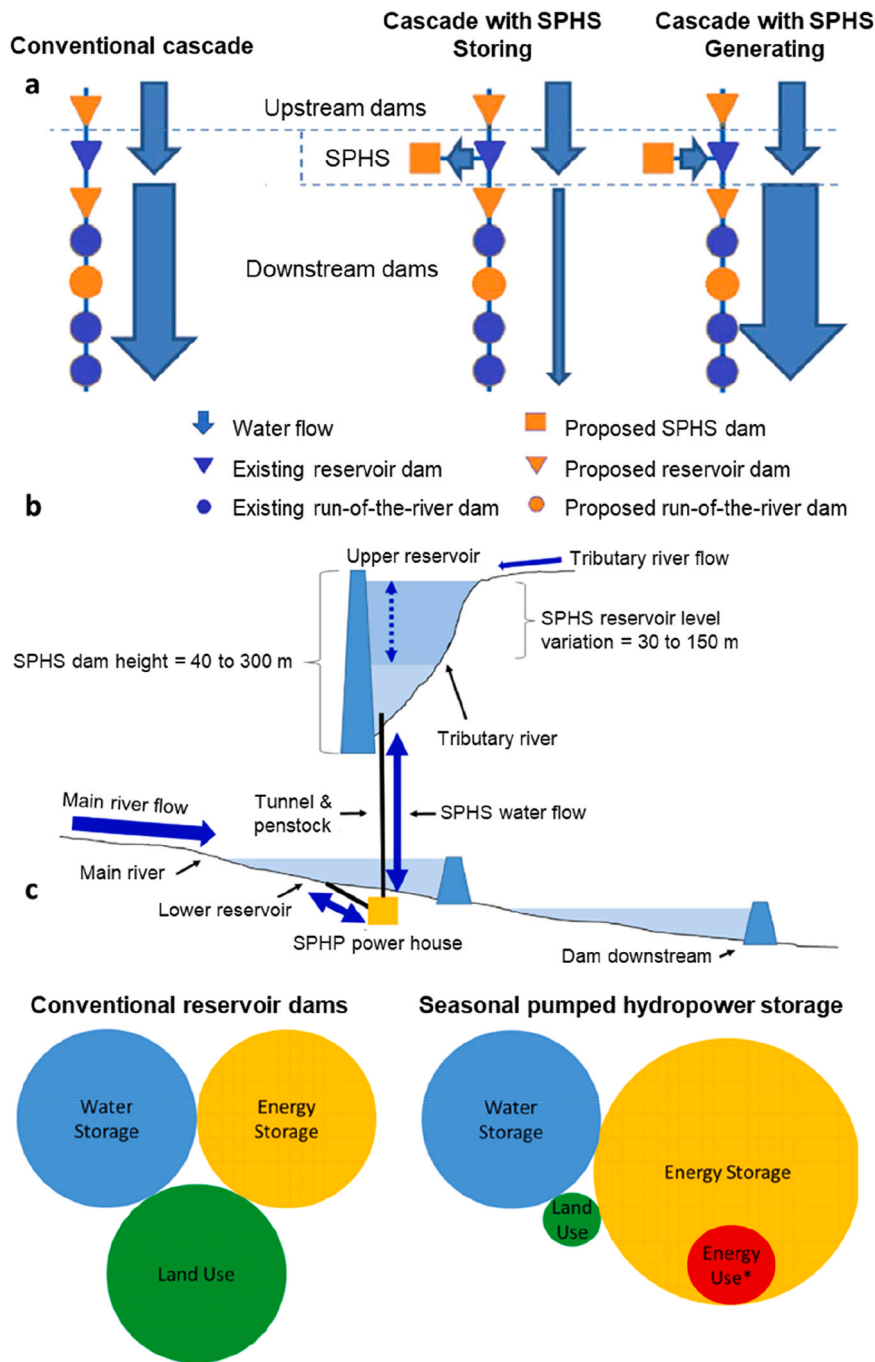 Conventional cascade
Cascade with SPHS
Storing
Cascade with SPHS
Generating
a
Upstream dams
SPHS
Downstream dams
Water flow
Proposed SPHS dam
Existing reservoir dam
Proposed reservoir dam
Existing run-of-the-river dam
Proposed run-of-the-river dam
b
Upper reservoir
Tributary river flow
SPHS reservoir level
variation = 30 to 150 m
SPHS dam height = 40 to 300 m
Tributary river
Main river flow
Tunnel &
penstock
SPHS water flow
Main river
c
Lower reservoir
SPHP power house
Dam downstream
Conventional reservoir dams
Seasonal pumped hydropower storage
Water
Storage
Energy
Storage
Land Use
Water
Storage
Energy Storage
Land
Use
Energy
Use*